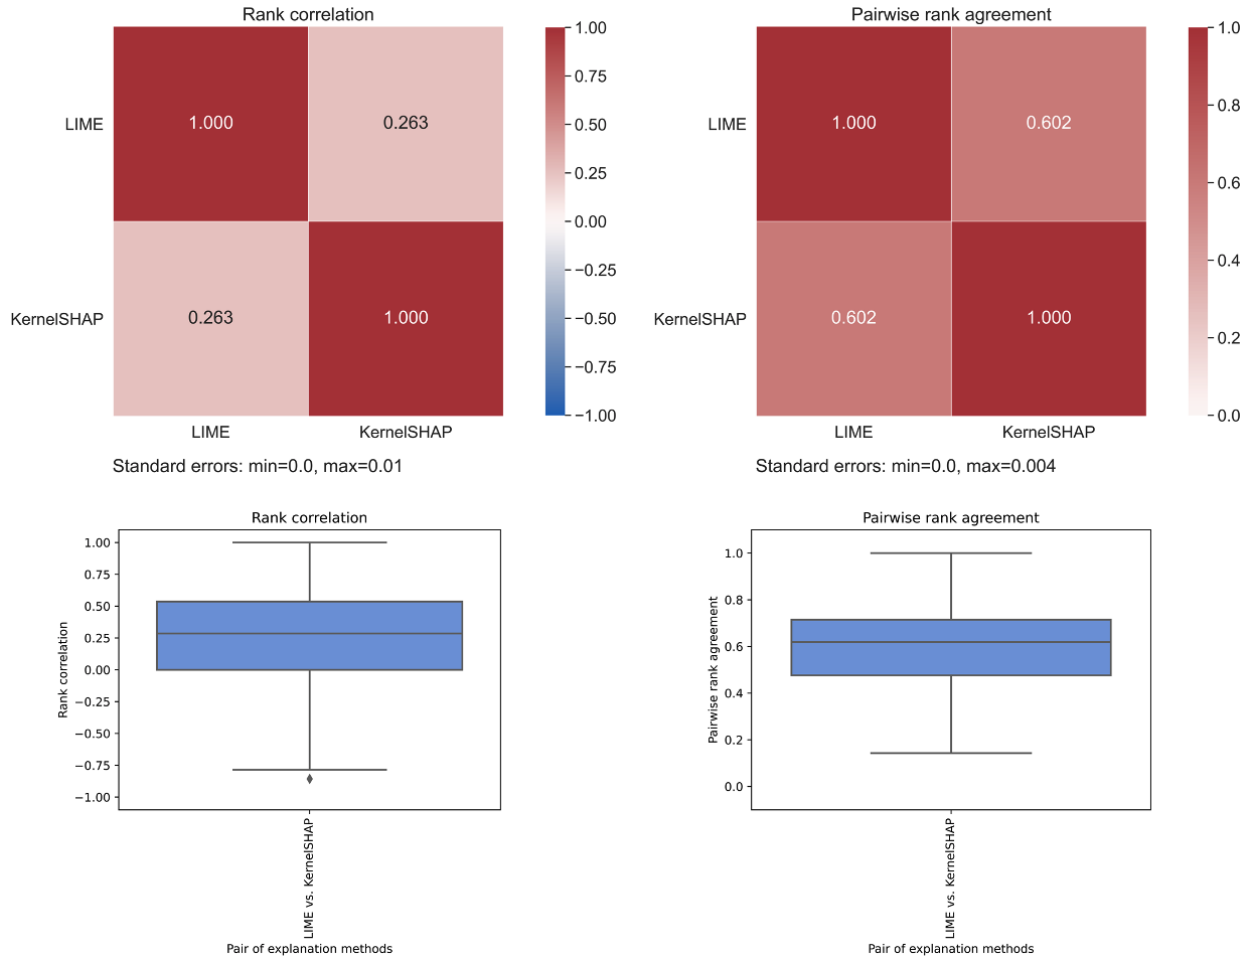 Rank correlation
LIME
KernelSHAP
1.000
0.263
0.263
1.000
LIME
KernelSHAP
1.00
0.75
0.50
0.25
0.00
−0.25
−0.50
−0.75
−1.00
Standard errors: min=0.0, max=0.01
Pairwise rank agreement
LIME
KernelSHAP
1.000
0.602
0.602
1.000
LIME
KernelSHAP
1.0
0.8
0.6
0.4
0.2
0.0
Standard errors: min=0.0, max=0.004
Rank correlation
Rank correlation
1.00
0.75
0.50
0.25
0.00
−0.25
−0.50
−0.75
−1.00
LIME vs. KernelSHAP
Pair of explanation methods
Pairwise rank agreement
Pairwise rank agreement
1.0
0.8
0.6
0.4
0.2
0.0
LIME vs. KernelSHAP
Pair of explanation methods